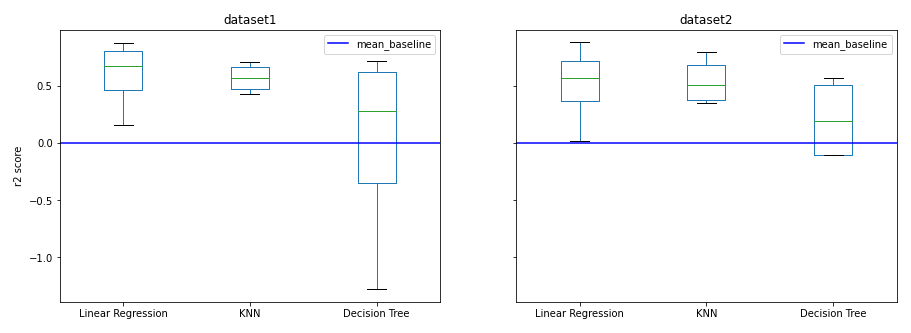 dataset1
dataset2
mean_baseline
mean_baseline
r2 score
0.5
0.0
−0.5
−1.0
Linear Regression
KNN
Decision Tree
Linear Regression
KNN
Decision Tree